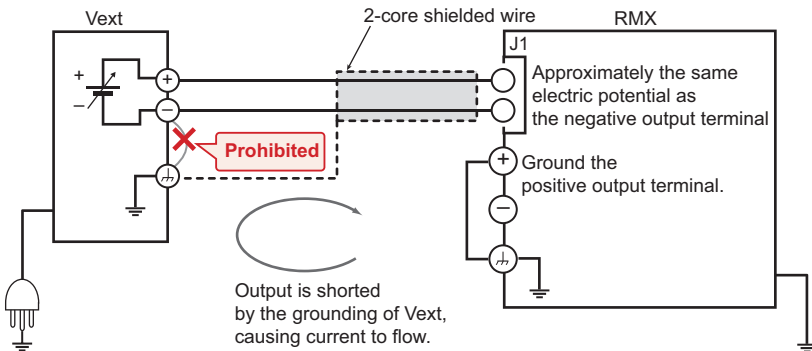 Vext
2-core shielded wire
RMX
J1
+
–
+
−
Approximately the same
electric potential as
the negative output terminal
Prohibited
+
Ground the
positive output terminal.
−
Output is shorted
by the grounding of Vext,
causing current to flow.